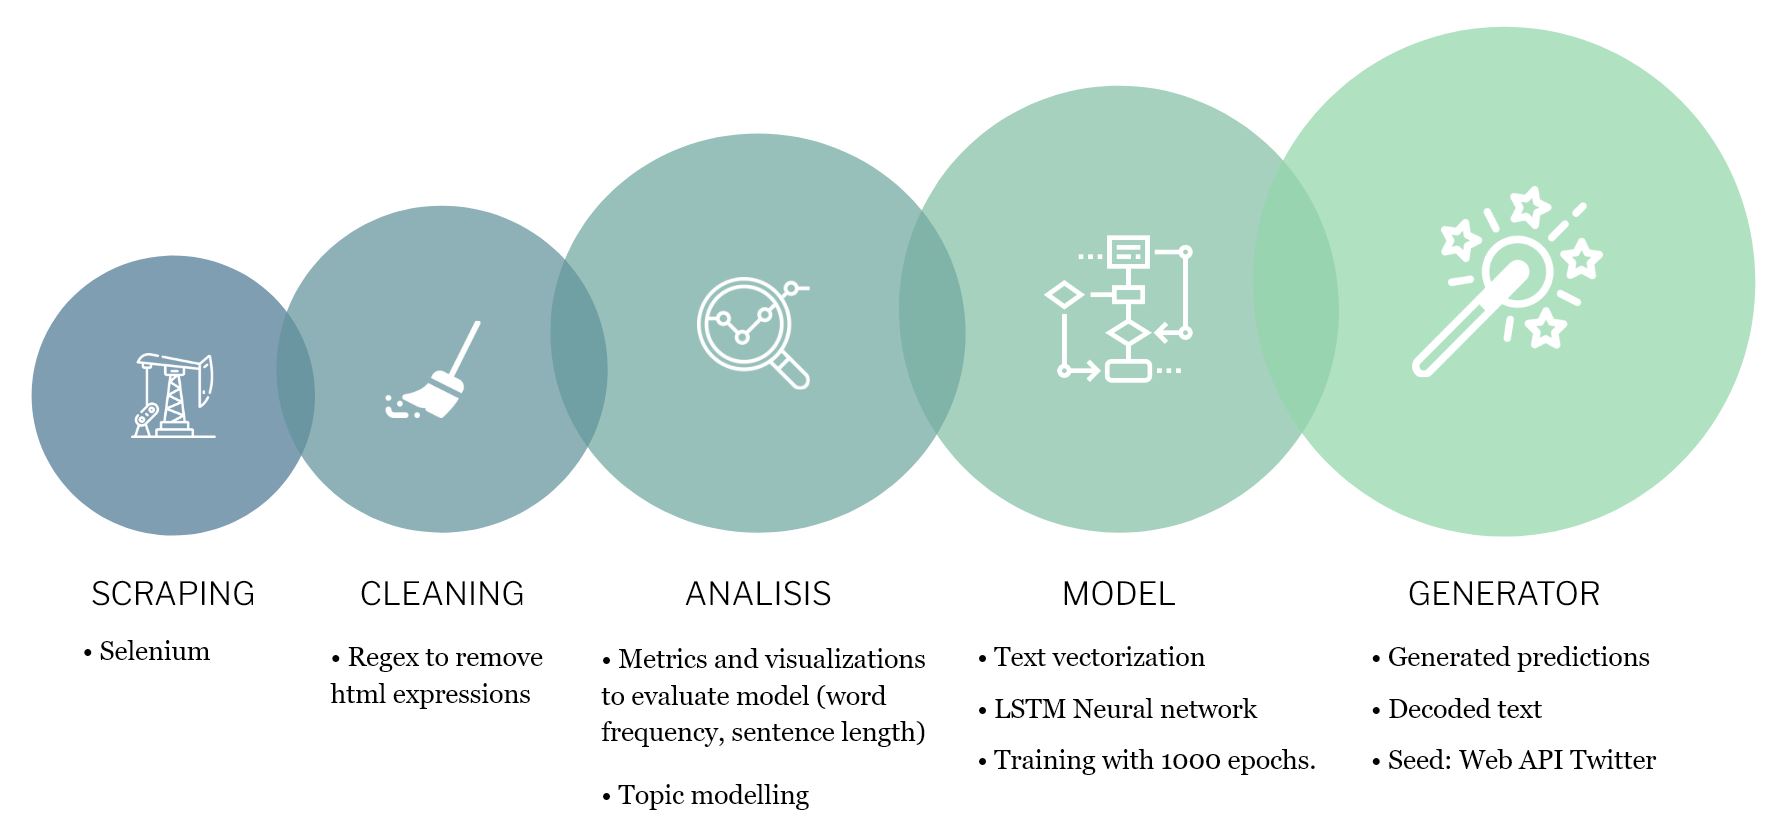 SCRAPING
• Selenium
CLEANING
• Regex to remove
html expressions
ANALISIS
• Metrics and visualizations
to evaluate model (word
frequency, sentence length)
• Topic modelling
MODEL
• Text vectorization
• LSTM Neural network
• Training with 1000 epochs.
GENERATOR
• Generated predictions
• Decoded text
• Seed: Web API Twitter